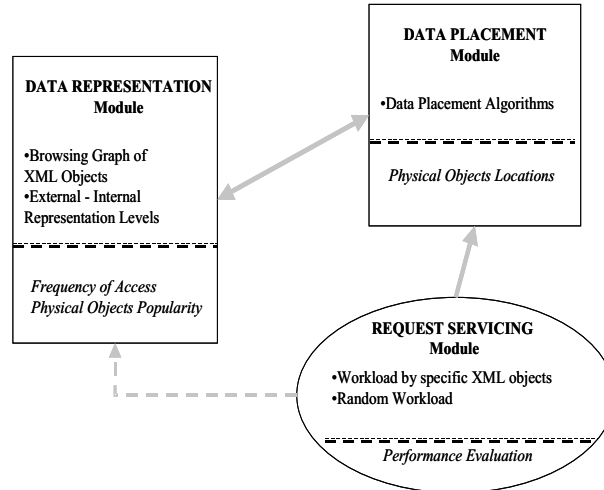 DATA REPRESENTATION
Module
•Browsing Graph of
XML Objects
•External - Internal
Representation Levels
Frequency of Access
Physical Objects Popularity
DATA PLACEMENT
Module
•Data Placement Algorithms
Physical Objects Locations
REQUEST SERVICING
Module
•Workload by specific XML objects
•Random Workload
Performance Evaluation